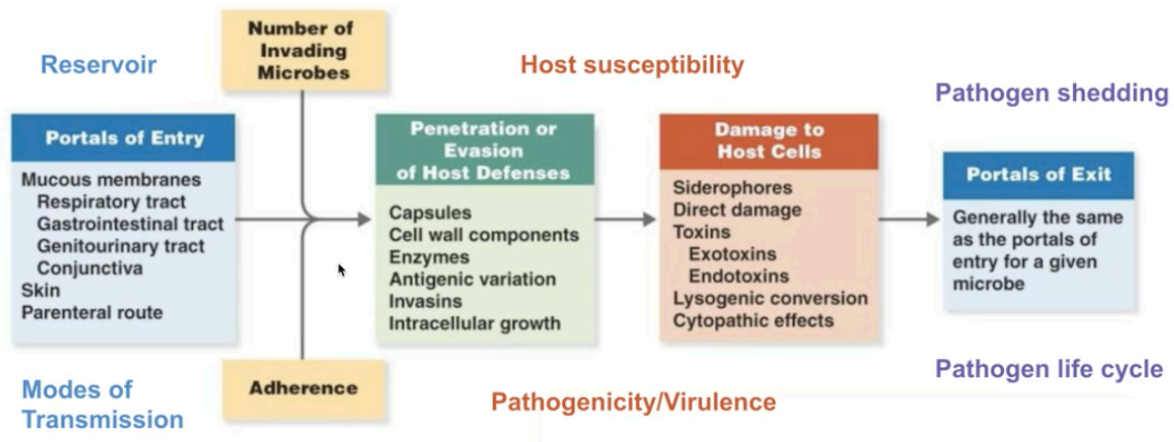 Reservoir
Number of
Invading
Microbes
Host susceptibility
Pathogen shedding
Portals of Entry
Mucous membranes
Respiratory tract
Gastrointestinal tract
Genitourinary tract
Conjunctiva
Skin
Parenteral route
Penetration or
Evasion
of Host Defenses
Capsules
Cell wall components
Enzymes
Antigenic variation
Invasins
Intracellular growth
Damage to
Host Cells
Siderophores
Direct damage
Toxins
Exotoxins
Endotoxins
Lysogenic conversion
Cytopathic effects
Portals of Exit
Generally the same
as the portals of
entry for a given
microbe
Modes of
Transmission
Adherence
Pathogenicity/Virulence
Pathogen life cycle